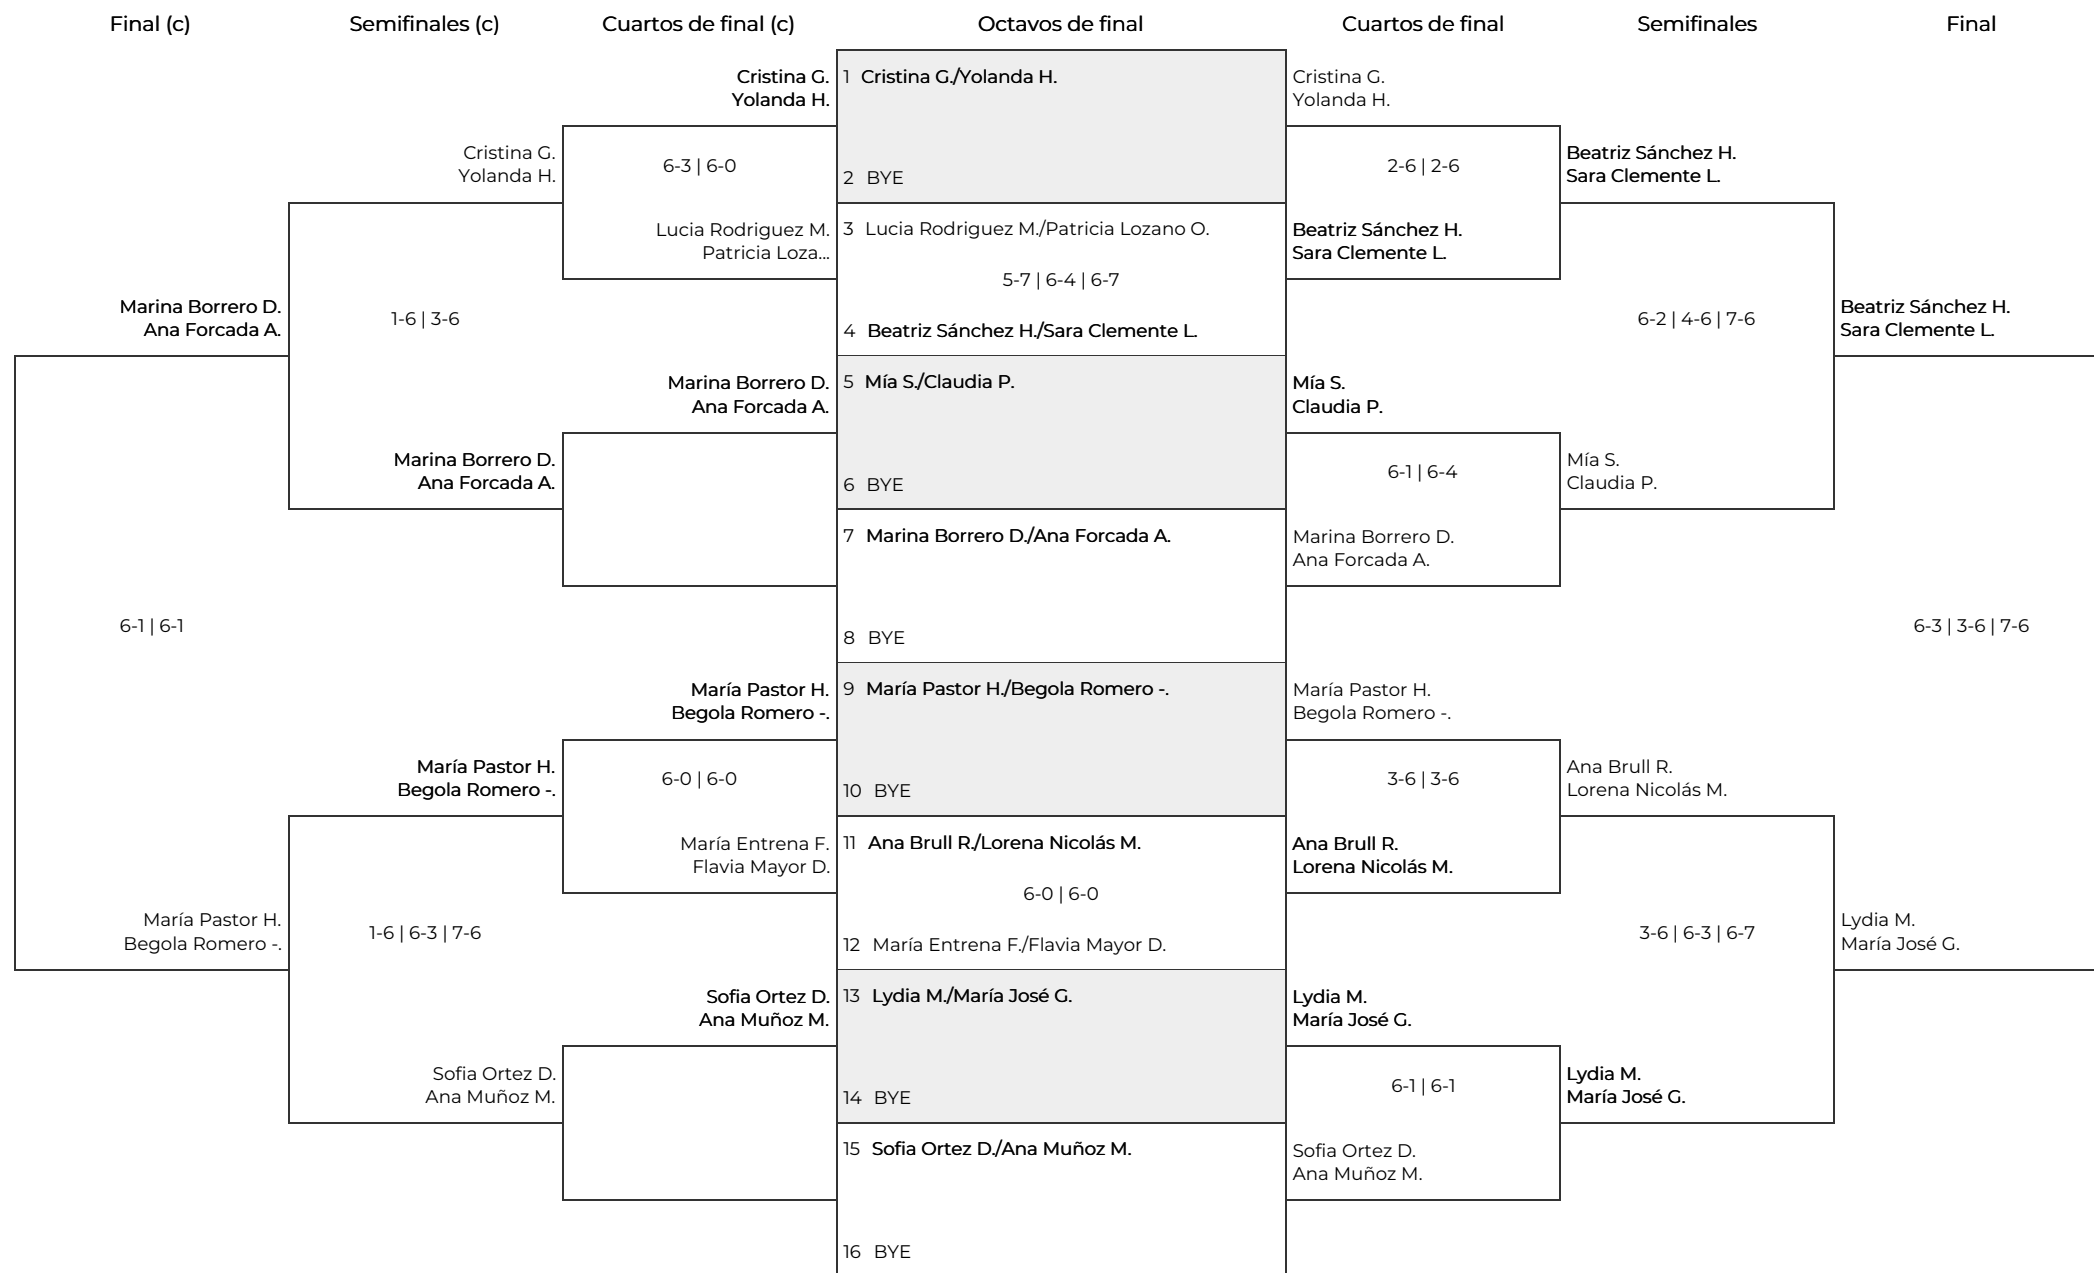 Final (c)
Semifinales (c)
Cuartos de final (c)
Octavos de final
Cuartos de final
Semifinales
Final
Marina Borrero D.
Ana Forcada A.
6-1 | 6-1
María Pastor H.
Begola Romero -.
Cristina G.
Yolanda H.
1-6 | 3-6
Marina Borrero D.
Ana Forcada A.
María Pastor H.
Begola Romero -.
1-6 | 6-3 | 7-6
Sofia Ortez D.
Ana Muñoz M.
Cristina G.
Yolanda H.
6-3 | 6-0
Lucia Rodriguez M.
Patricia Loza...
Marina Borrero D.
Ana Forcada A.
María Pastor H.
Begola Romero -.
6-0 | 6-0
María Entrena F.
Flavia Mayor D.
Sofia Ortez D.
Ana Muñoz M.
1 Cristina G./Yolanda H.
2 BYE
3 Lucia Rodriguez M./Patricia Lozano O.
5-7 | 6-4 | 6-7
4 Beatriz Sánchez H./Sara Clemente L.
5 Mía S./Claudia P.
6 BYE
7 Marina Borrero D./Ana Forcada A.
8 BYE
9 María Pastor H./Begola Romero -.
10 BYE
11 Ana Brull R./Lorena Nicolás M.
6-0 | 6-0
12 María Entrena F./Flavia Mayor D.
13 Lydia M./María José G.
14 BYE
15 Sofia Ortez D./Ana Muñoz M.
16 BYE
Cristina G.
Yolanda H.
2-6 | 2-6
Beatriz Sánchez H.
Sara Clemente L.
Mía S.
Claudia P.
6-1 | 6-4
Marina Borrero D.
Ana Forcada A.
María Pastor H.
Begola Romero -.
3-6 | 3-6
Ana Brull R.
Lorena Nicolás M.
Lydia M.
María José G.
6-1 | 6-1
Sofia Ortez D.
Ana Muñoz M.
Beatriz Sánchez H.
Sara Clemente L.
6-2 | 4-6 | 7-6
Mía S.
Claudia P.
Ana Brull R.
Lorena Nicolás M.
3-6 | 6-3 | 6-7
Lydia M.
María José G.
Beatriz Sánchez H.
Sara Clemente L.
6-3 | 3-6 | 7-6
Lydia M.
María José G.